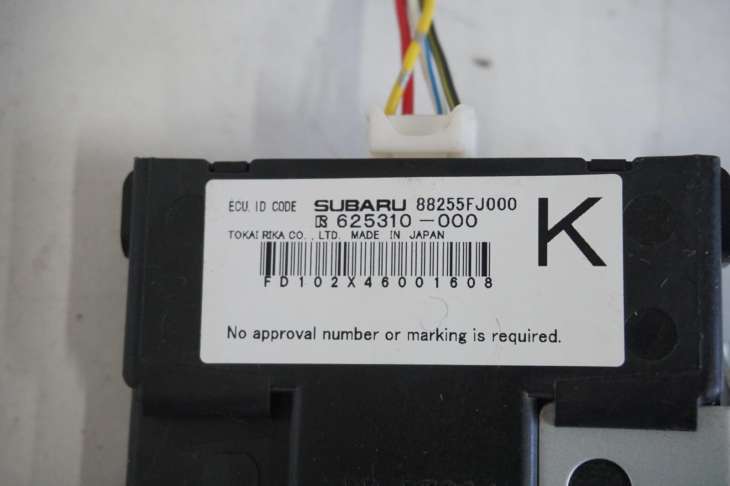 ECU. ID CODE SUBARU 88255FJ000
625310-000
TOKAI RIKA CO., LTD. MADE IN JAPAN
K
FD102X46001608
No approval number or marking is required.